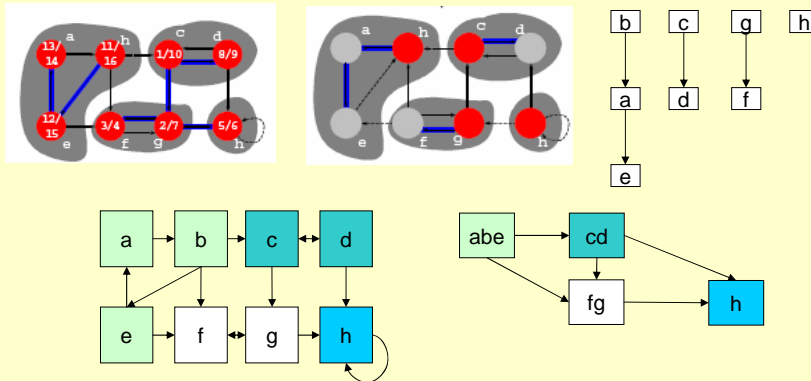 a h c d
13/ 11/
14 16 1/10 8/9
12/
15 3/4 2/7 5/6
e f g h
a h c d
e f g h
b c g h
a d f
e
a b c d
e f g h
abe cd
fg h